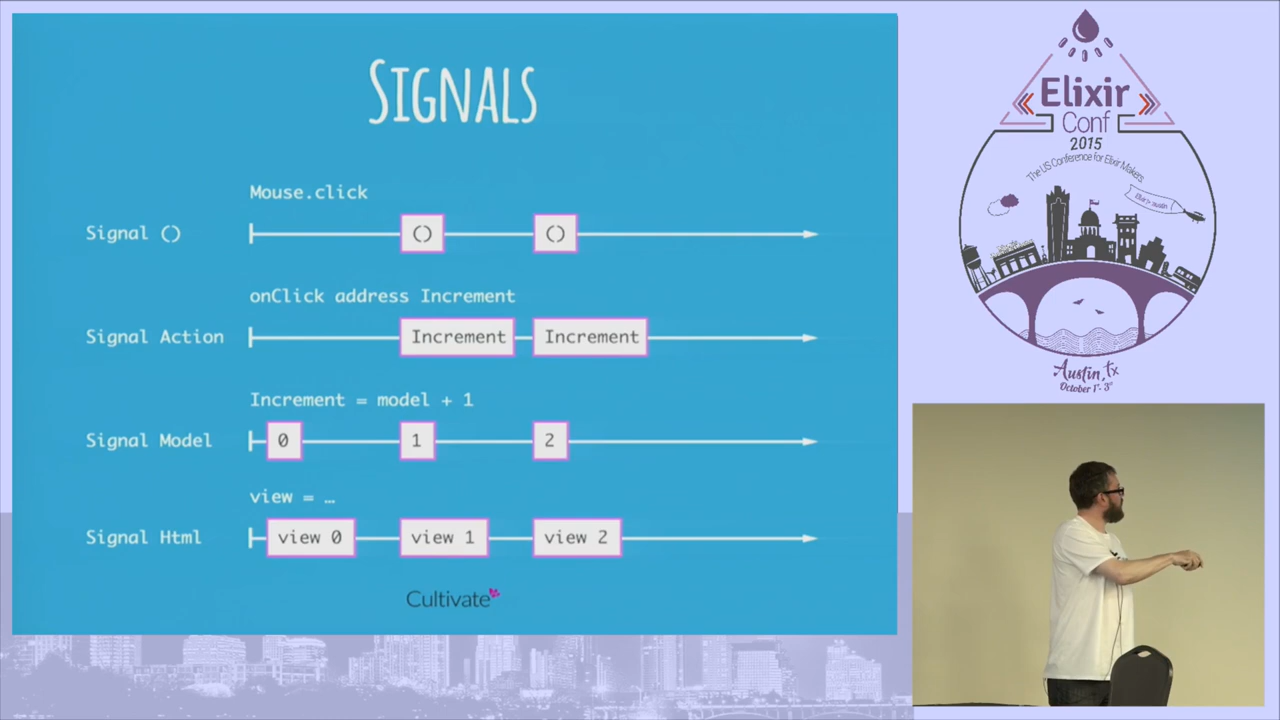 SIGNALS
Mouse.click
Signal () () ()
onClick address Increment
Signal Action Increment Increment
Increment = model + 1
Signal Model 0 1 2
view = …
Signal Html view 0 view 1 view 2
Cultivate
Elixir
Conf
2015
The US Conference for Elixir Makers
Austin, TX
October 1st - 3rd